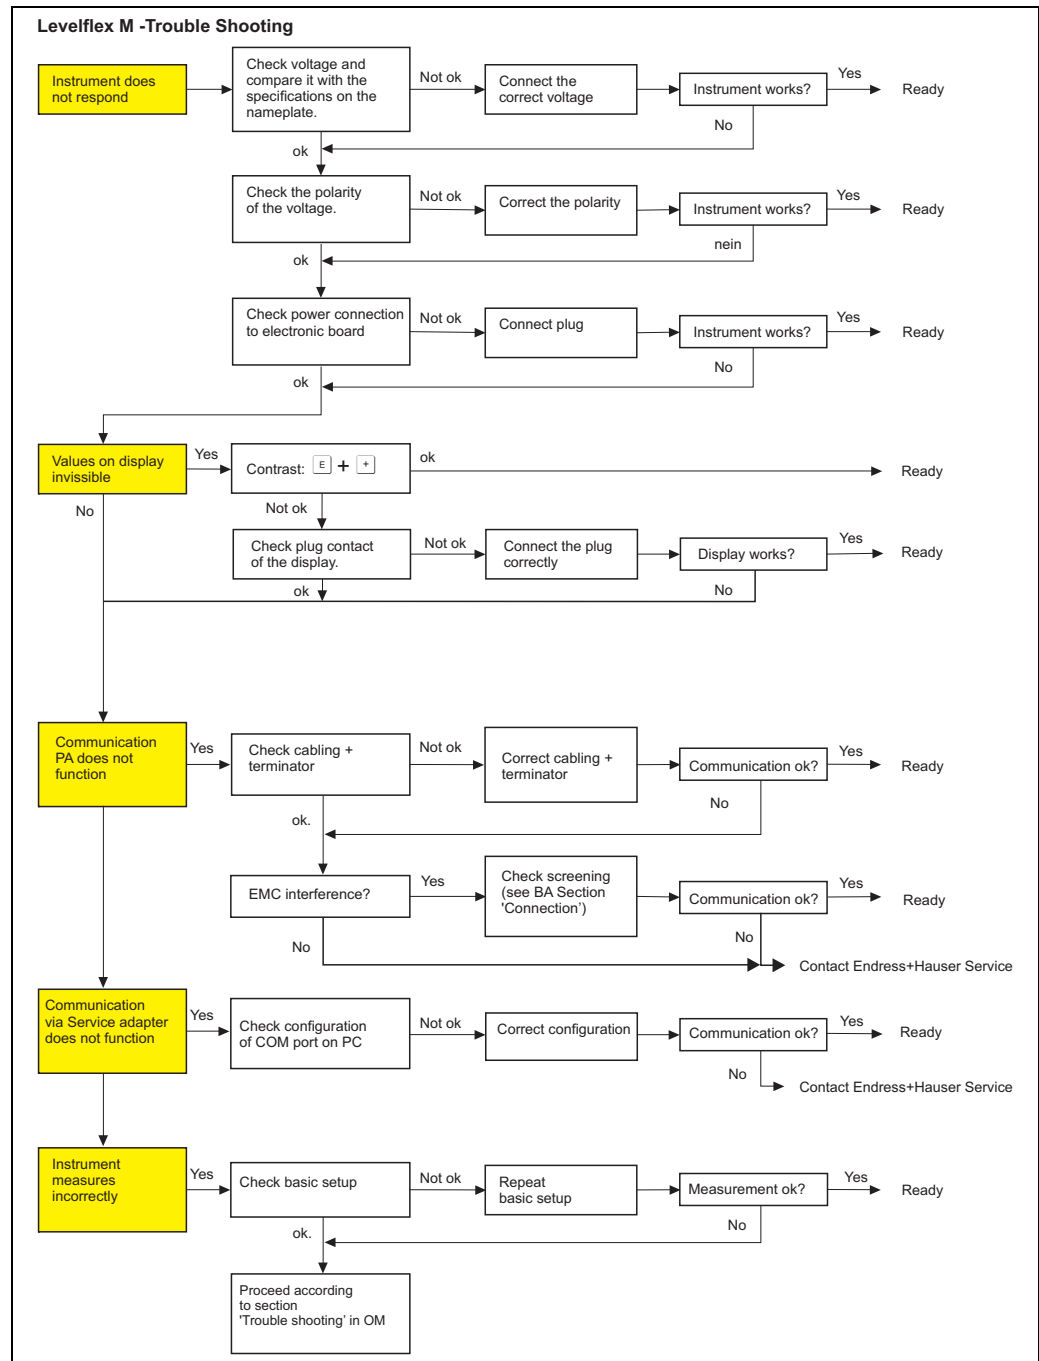 Levelflex M -Trouble Shooting
Instrument does
not respond
Check voltage and
compare it with the
specifications on the
nameplate.
Not ok
Connect the
correct voltage
Instrument works?
Yes
Ready
No
ok
Check the polarity
of the voltage.
Not ok
Correct the polarity
Instrument works?
Yes
Ready
nein
ok
Check power connection
to electronic board
Not ok
Connect plug
Instrument works?
Yes
Ready
No
ok
Values on display
invissible
Yes
Contrast: E + +
ok
Ready
No
Not ok
Check plug contact
of the display.
Not ok
Connect the plug
correctly
Display works?
Yes
Ready
ok
No
Communication
PA does not
function
Yes
Check cabling +
terminator
Not ok
Correct cabling +
terminator
Communication ok?
Yes
Ready
No
ok.
EMC interference?
Yes
Check screening
(see BA Section
'Connection')
Communication ok?
Yes
Ready
No
No
Contact Endress+Hauser Service
Communication
via Service adapter
does not function
Yes
Check configuration
of COM port on PC
Not ok
Correct configuration
Communication ok?
Yes
Ready
No
Contact Endress+Hauser Service
Instrument
measures
incorrectly
Yes
Check basic setup
Not ok
Repeat
basic setup
Measurement ok?
Yes
Ready
No
ok.
Proceed according
to section
'Trouble shooting' in OM